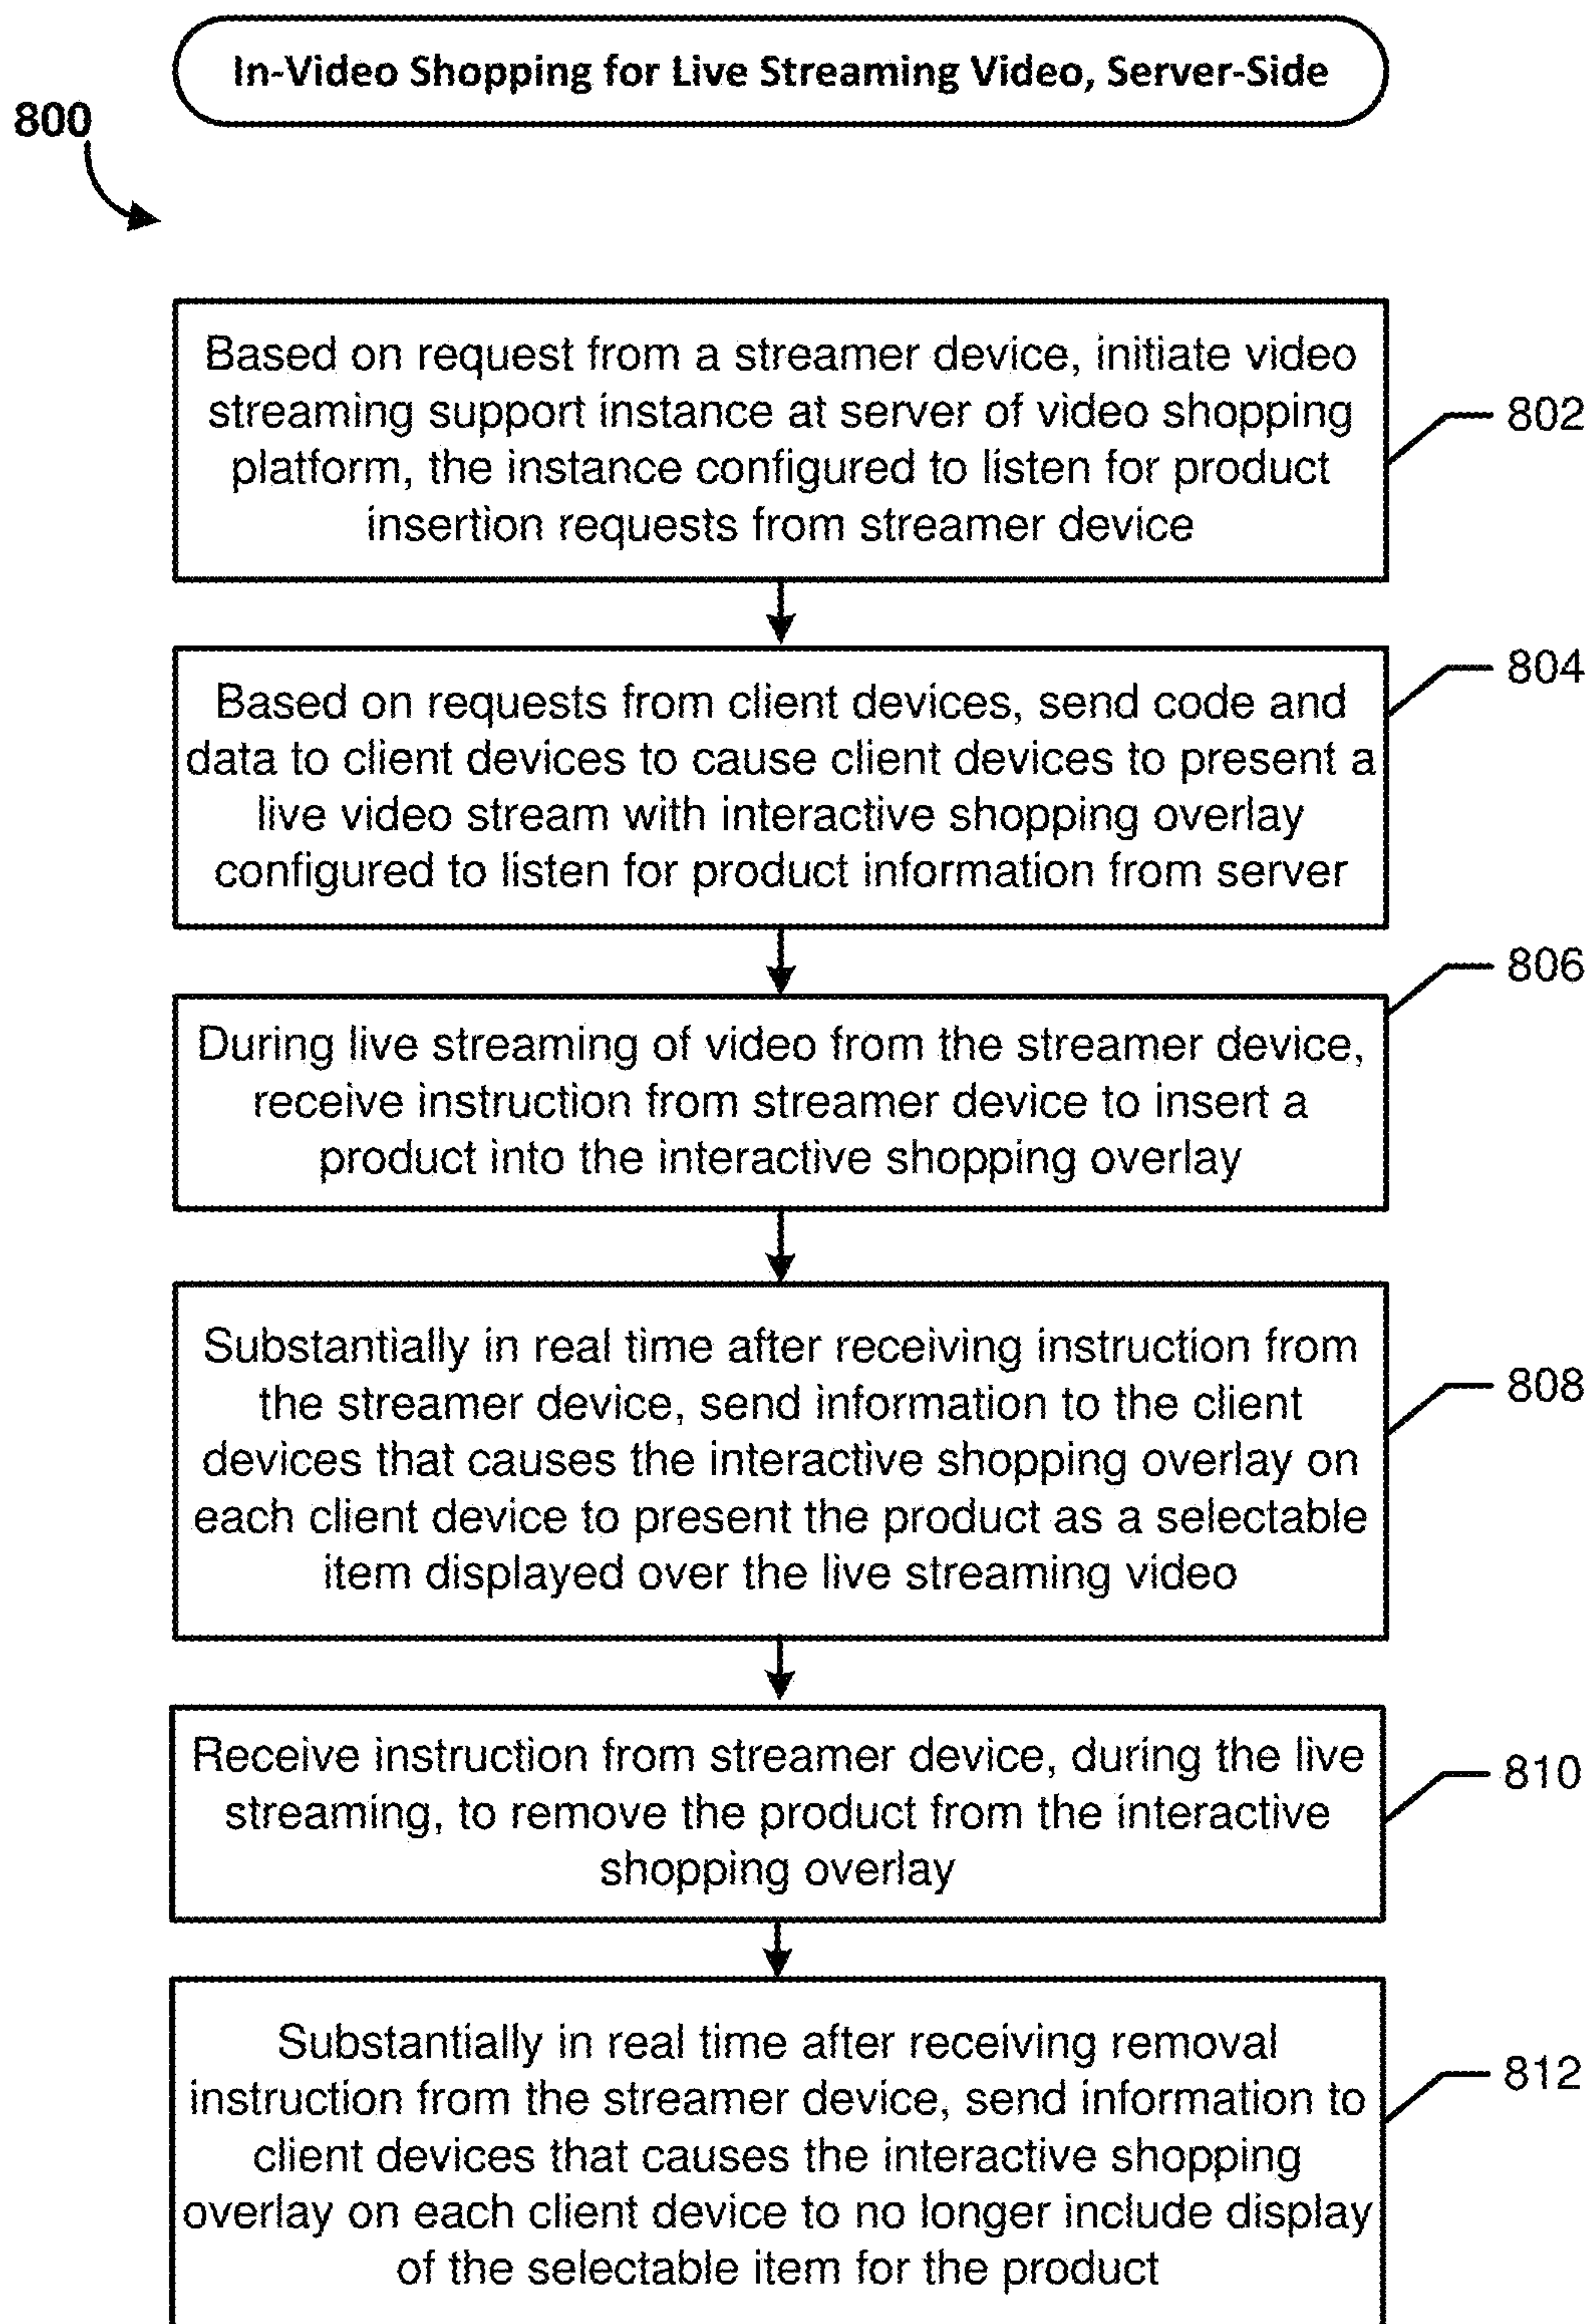 In-Video Shopping for Live Streaming Video, Server-Side
800
Based on request from a streamer device, initiate video
streaming support instance at server of video shopping
platform, the instance configured to listen for product
insertion requests from streamer device
802
Based on requests from client devices, send code and
data to client devices to cause client devices to present a
live video stream with interactive shopping overlay
configured to listen for product information from server
804
During live streaming of video from the streamer device,
receive instruction from streamer device to insert a
product into the interactive shopping overlay
806
Substantially in real time after receiving instruction from
the streamer device, send information to the client
devices that causes the interactive shopping overlay on
each client device to present the product as a selectable
item displayed over the live streaming video
808
Receive instruction from streamer device, during the live
streaming, to remove the product from the interactive
shopping overlay
810
Substantially in real time after receiving removal
instruction from the streamer device, send information to
client devices that causes the interactive shopping
overlay on each client device to no longer include display
of the selectable item for the product
812